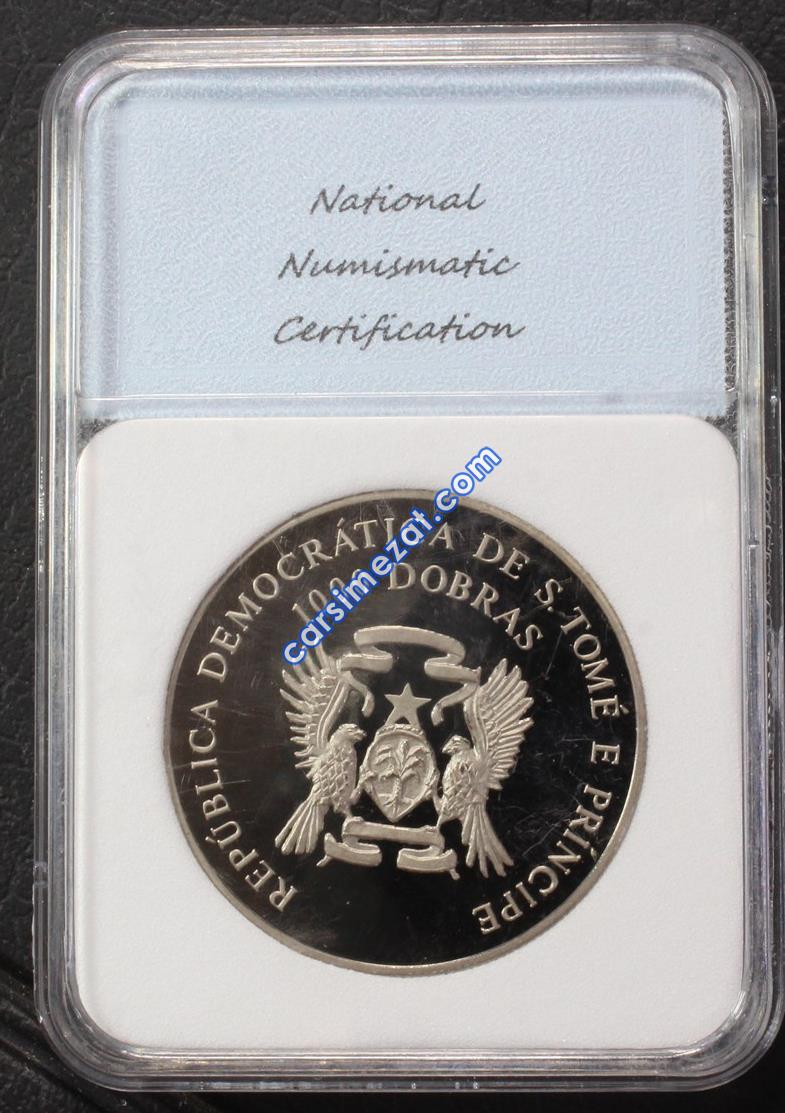 National
Numismatic
Certification
REPÚBLICA DEMOCRÁTICA DE S. TOMÉ E PRÍNCIPE
DOBRAS
carsimezat.com